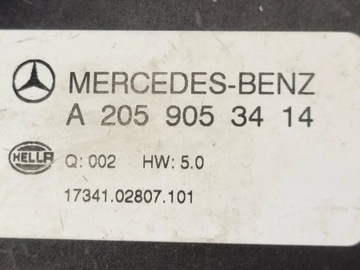 MERCEDES-BENZ
A 205 905 34 14
HELLA
Q: 002 HW: 5.0
17341.02807.101